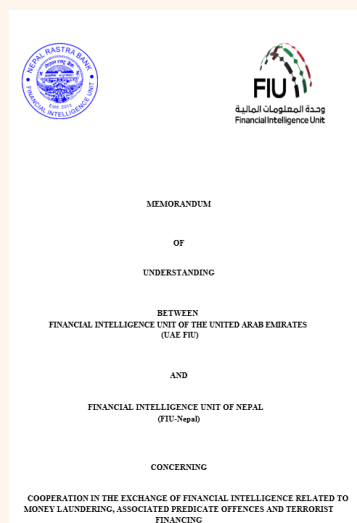 NEPAL RASTRA BANK
FINANCIAL INTELLIGENCE UNIT
FIU
وحدة المعلومات المالية
Financial Intelligence Unit
MEMORANDUM
OF
UNDERSTANDING
BETWEEN
FINANCIAL INTELLIGENCE UNIT OF THE UNITED ARAB EMIRATES
(UAE FIU)
AND
FINANCIAL INTELLIGENCE UNIT OF NEPAL
(FIU-Nepal)
CONCERNING
COOPERATION IN THE EXCHANGE OF FINANCIAL INTELLIGENCE RELATED TO
MONEY LAUNDERING, ASSOCIATED PREDICATE OFFENCES AND TERRORIST
FINANCING